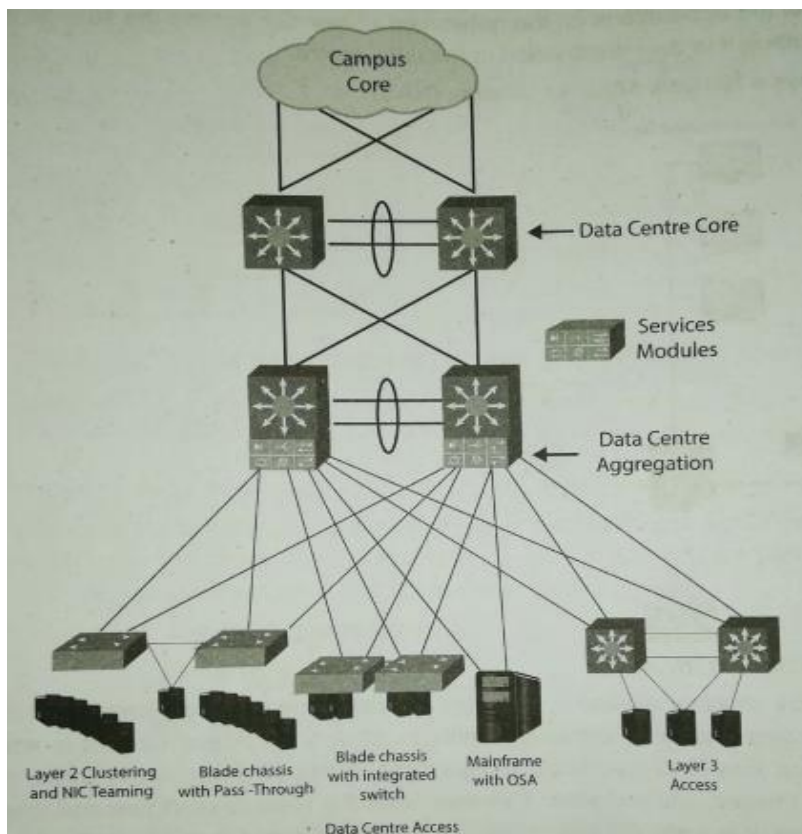 Campus
Core
Data Centre Core
Services
Modules
Data Centre
Aggregation
Layer 2 Clustering
and NIC Teaming
Blade chassis
with Pass -Through
Blade chassis
with integrated
switch
Mainframe
with OSA
Layer 3
Access
Data Centre Access